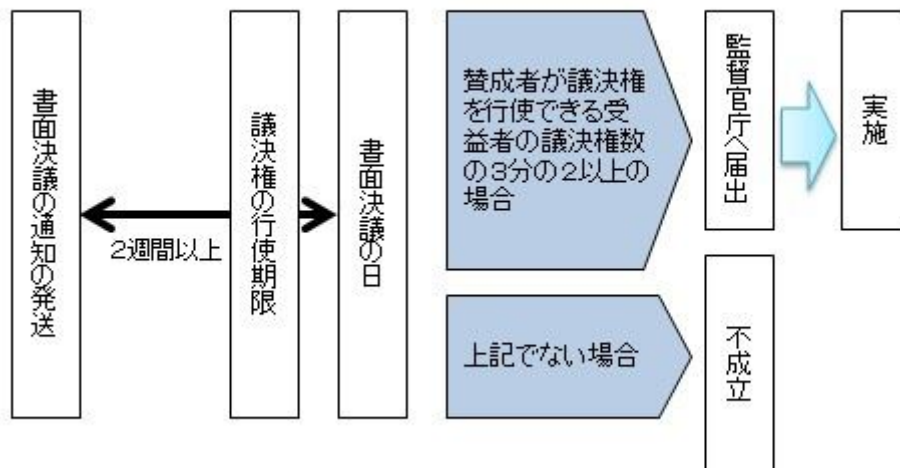 書面決議の通知の発送
2週間以上
議決権の行使期限
書面決議の日
賛成者が議決権
を行使できる受
益者の議決権数
の3分の2以上の
場合
監督官庁へ届出
実施
上記でない場合
不成立